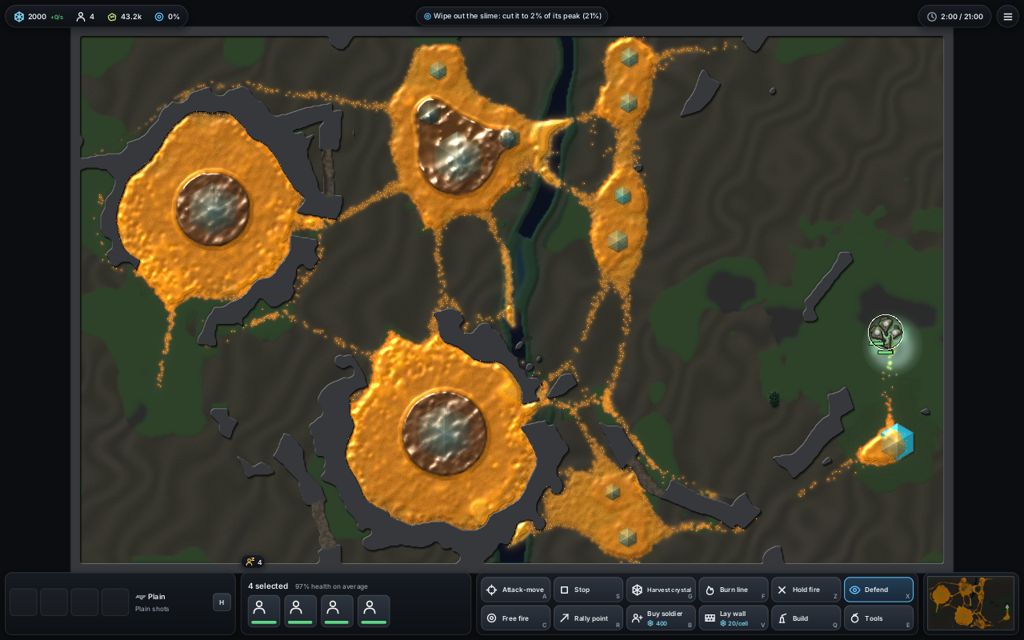 2000 +0/s 4 43.2k 0%
Wipe out the slime: cut it to 2% of its peak (21%)
2:00 / 21:00
4
Plain
Plain shots
H
4 selected 97% health on average
Attack-move A
Stop S
Harvest crystal G
Burn line F
Hold fire Z
Defend X
Free fire C
Rally point R
Buy soldier 400 B
Lay wall 20/cell V
Build Q
Tools E